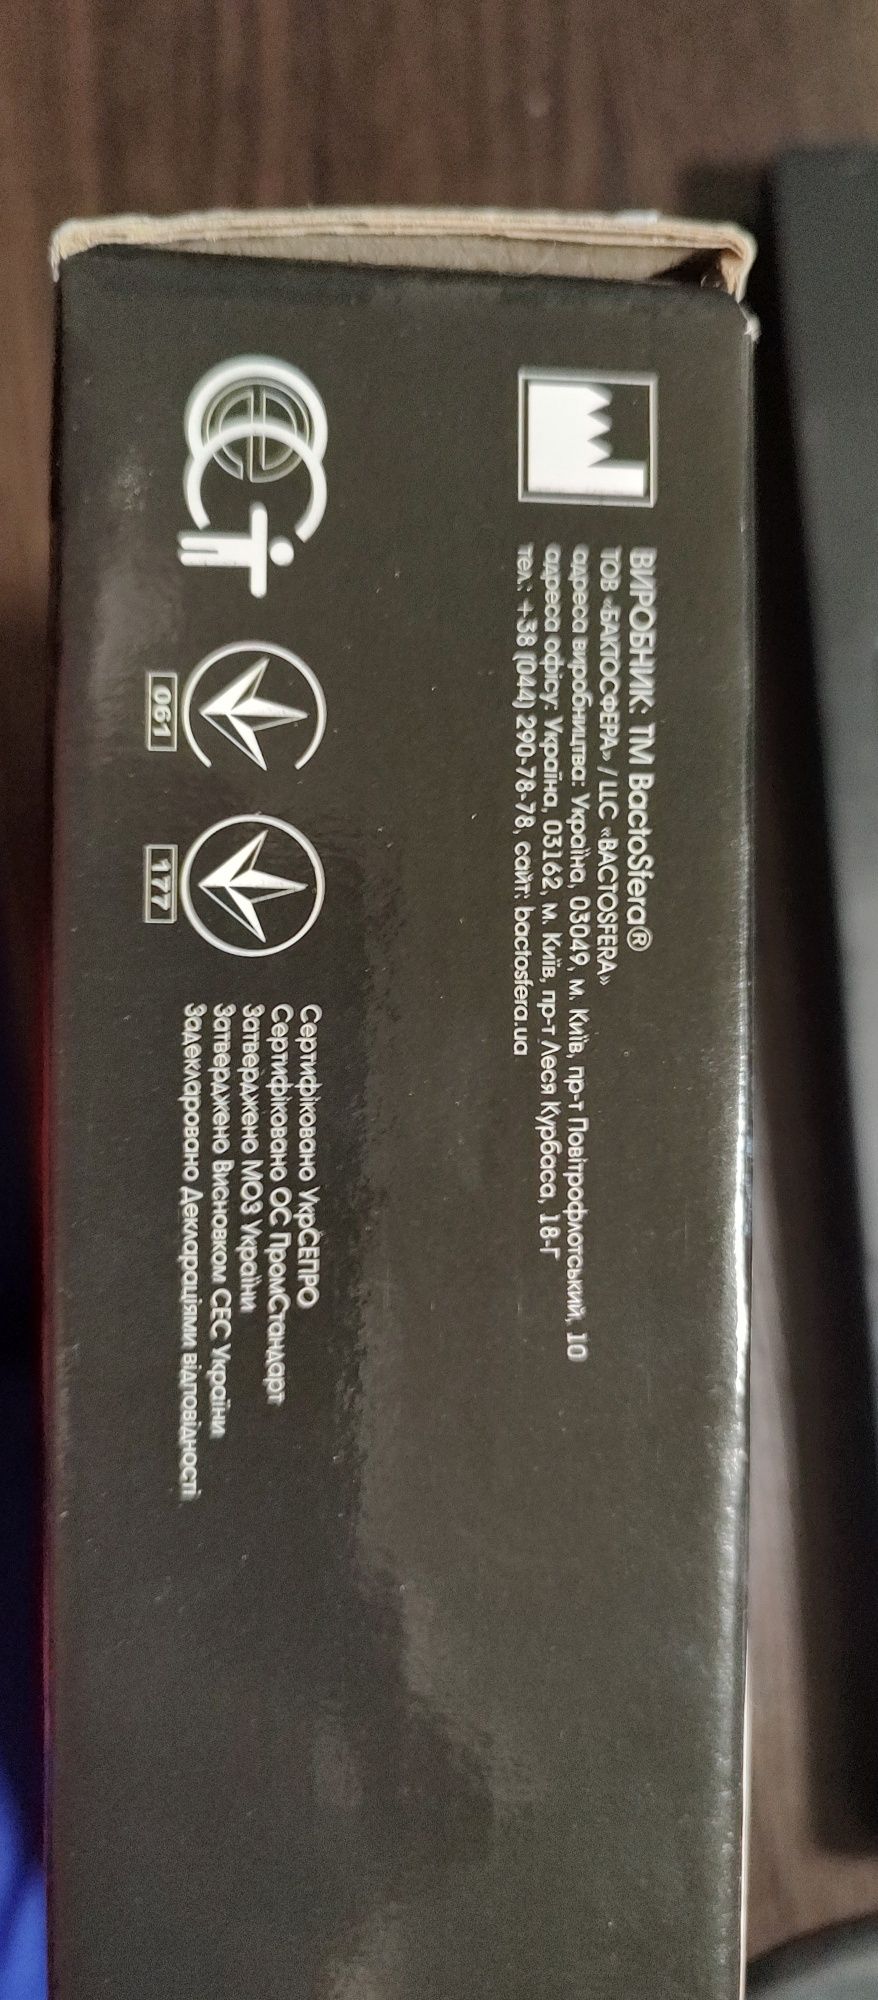 ВИРОБНИК: ТМ BactoSfera®
ТОВ «БАКТОСФЕРА» / LLC «BACTOSFERA»
адреса виробництва: Україна, 03049, м. Київ, пр-т Повітрофлотський, 10
адреса офісу: Україна, 03162, м. Київ, пр-т Леся Курбаса, 18-Г
тел.: +38 (044) 290-78-78, сайт: bactosfera.ua
061
177
Сертифіковано УкрСЕПРО
Сертифіковано ОС ПромСтандарт
Затверджено МОЗ України
Затверджено Висновком СЕС України
Задекларовано Деклараціями відповідності